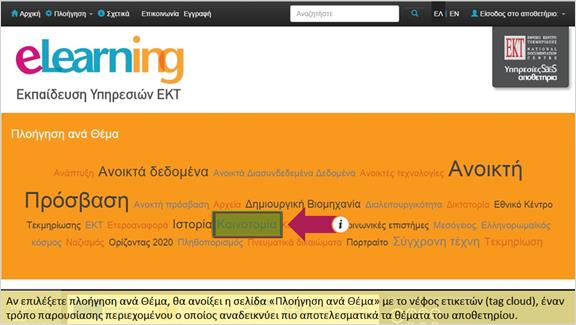 Αρχική Πλοήγηση Σχετικά Επικοινωνία Εγγραφή Αναζητήστε ΕΛ | EN Είσοδος στο αποθετήριο:
eLearning
Εκπαίδευση Υπηρεσιών ΕΚΤ
ΕΚΤ ΕΘΝΙΚΟ ΚΕΝΤΡΟ ΤΕΚΜΗΡΙΩΣΗΣ NATIONAL DOCUMENTATION CENTRE
Υπηρεσίες SaaS
αποθετήρια
Πλοήγηση ανά Θέμα
Ανάπτυξη Ανοικτά δεδομένα Ανοικτά Διασυνδεδεμένα Δεδομένα Ανοικτές τεχνολογίες Ανοικτή
Πρόσβαση Ανοικτή πρόσβαση Αρχεία Δημιουργική Βιομηχανία Διαλειτουργικότητα Δικτατορία Εθνικό Κέντρο
Τεκμηρίωσης ΕΚΤ Ετεροαναφορά Ιστορία Καινοτομία i οινωνικές επιστήμες Μεσόγειος, Ελληνορωμαϊκός
κόσμος Ναζισμός Ορίζοντας 2020 Πληθοπορισμός Πνευματικά δικαιώματα Πορτραίτο Σύγχρονη τέχνη Τεκμηρίωση
Αν επιλέξετε πλοήγηση ανά Θέμα, θα ανοίξει η σελίδα «Πλοήγηση ανά Θέμα» με το νέφος ετικετών (tag cloud), έναν
τρόπο παρουσίασης περιεχομένου ο οποίος αναδεικνύει πιο αποτελεσματικά τα θέματα του αποθετηρίου.